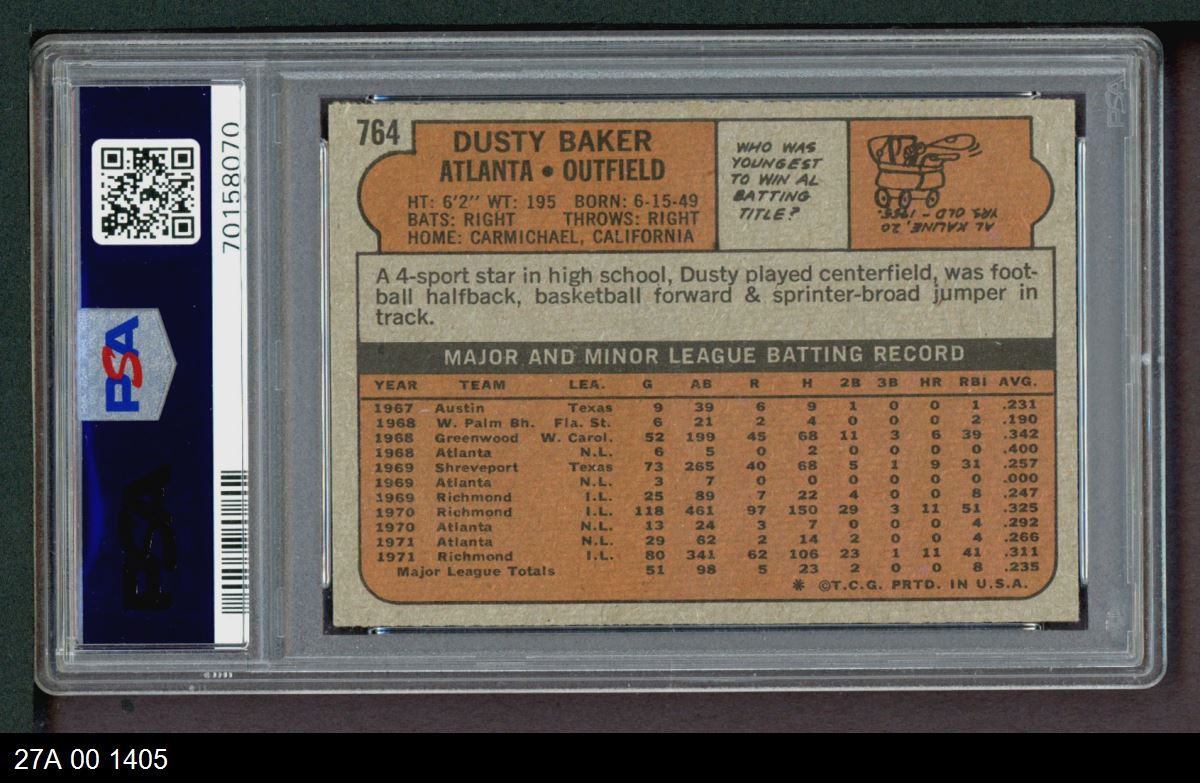 PSA
70158070
PSA
PSA
764
DUSTY BAKER
ATLANTA • OUTFIELD
HT: 6'2" WT: 195 BORN: 6-15-49
BATS: RIGHT THROWS: RIGHT
HOME: CARMICHAEL, CALIFORNIA
WHO WAS
YOUNGEST
TO WIN AL
BATTING
TITLE?
AL KALINE, 20
YRS OLD - 1955.
A 4-sport star in high school, Dusty played centerfield, was foot-
ball halfback, basketball forward & sprinter-broad jumper in
track.
MAJOR AND MINOR LEAGUE BATTING RECORD
YEAR TEAM LEA. G AB R H 2B 3B HR RBI AVG.
1967 Austin Texas 9 39 6 9 1 0 0 1 .231
1968 W. Palm Bh. Fla. St. 6 21 2 4 0 0 0 2 .190
1968 Greenwood W. Carol. 52 199 45 68 11 3 6 39 .342
1968 Atlanta N.L. 6 5 0 2 0 0 0 0 .400
1969 Shreveport Texas 73 265 40 68 5 1 9 31 .257
1969 Atlanta N.L. 3 7 0 0 0 0 0 0 .000
1969 Richmond I.L. 25 89 7 22 4 0 0 8 .247
1970 Richmond I.L. 118 461 97 150 29 3 11 51 .325
1970 Atlanta N.L. 13 24 3 7 0 0 0 4 .292
1971 Atlanta N.L. 29 62 2 14 2 0 0 4 .266
1971 Richmond I.L. 80 341 62 106 23 1 11 41 .311
Major League Totals 51 98 5 23 2 0 0 8 .235
* ©T.C.G. PRTD. IN U.S.A.
27A 00 1405